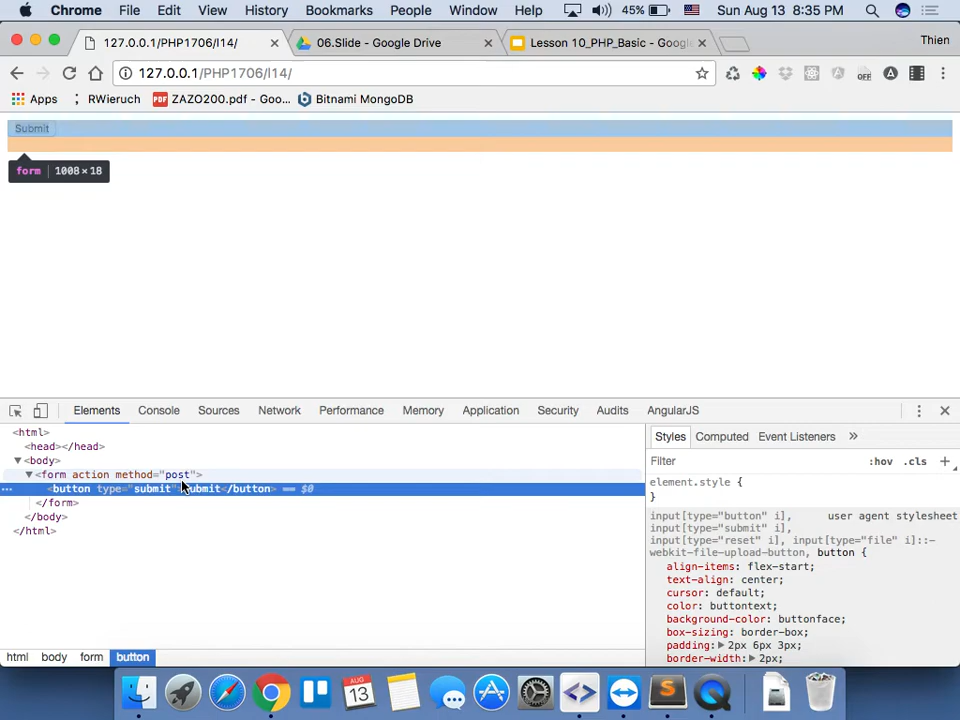 Chrome File Edit View History Bookmarks People Window Help 45% Sun Aug 13 8:35 PM
127.0.0.1/PHP1706/l14/ 06.Slide - Google Drive Lesson 10_PHP_Basic - Google Thien
127.0.0.1/PHP1706/l14/ OFF
Apps RWieruch PDF ZAZO200.pdf - Goo... Bitnami MongoDB
Submit
form 1008 × 18
Elements Console Sources Network Performance Memory Application Security Audits AngularJS
<html>
<head></head>
<body>
<form action method="post">
<button type="submit">Submit</button> == $0
</form>
</body>
</html>
html body form button
Styles Computed Event Listeners »
Filter :hov .cls +
element.style {
}
input[type="button" i], user agent stylesheet
input[type="submit" i],
input[type="reset" i], input[type="file" i]::-
webkit-file-upload-button, button {
align-items: flex-start;
text-align: center;
cursor: default;
color: buttontext;
background-color: buttonface;
box-sizing: border-box;
padding: 2px 6px 3px;
border-width: 2px;
AUG
13